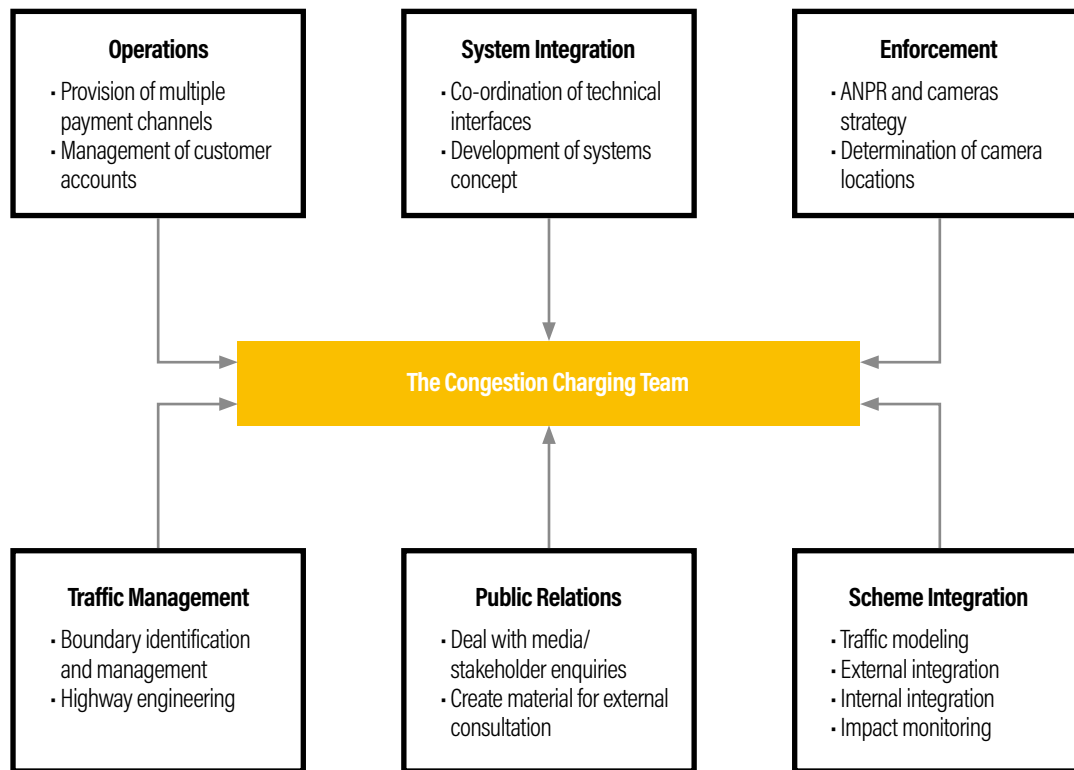 Operations
· Provision of multiple
payment channels
· Management of customer
accounts
System Integration
· Co-ordination of technical
interfaces
· Development of systems
concept
Enforcement
· ANPR and cameras
strategy
· Determination of camera
locations
The Congestion Charging Team
Traffic Management
· Boundary identification
and management
· Highway engineering
Public Relations
· Deal with media/
stakeholder enquiries
· Create material for external
consultation
Scheme Integration
· Traffic modeling
· External integration
· Internal integration
· Impact monitoring